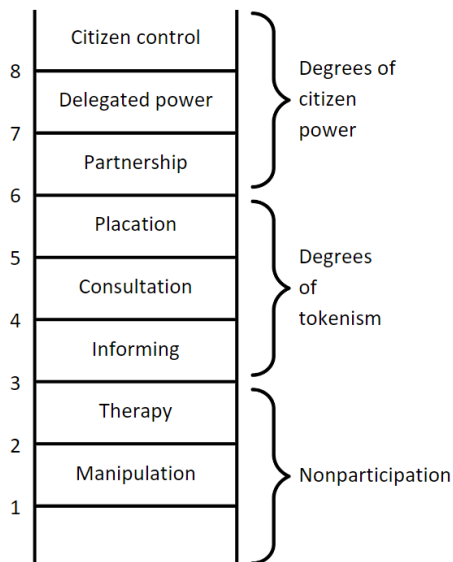 Citizen control
8
Delegated power
7
Partnership
6
Degrees of
citizen
power
Placation
5
Consultation
4
Informing
3
Degrees
of
tokenism
Therapy
2
Manipulation
1
Nonparticipation